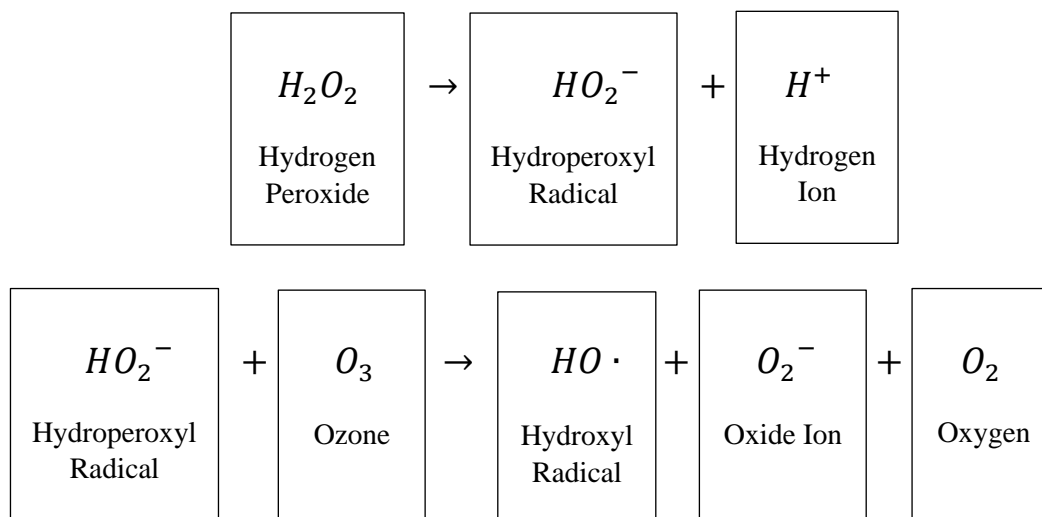 H₂O₂ → HO₂⁻ + H⁺
Hydrogen Peroxide Hydroperoxyl Radical Hydrogen Ion
HO₂⁻ + O₃ → HO · + O₂⁻ + O₂
Hydroperoxyl Radical Ozone Hydroxyl Radical Oxide Ion Oxygen